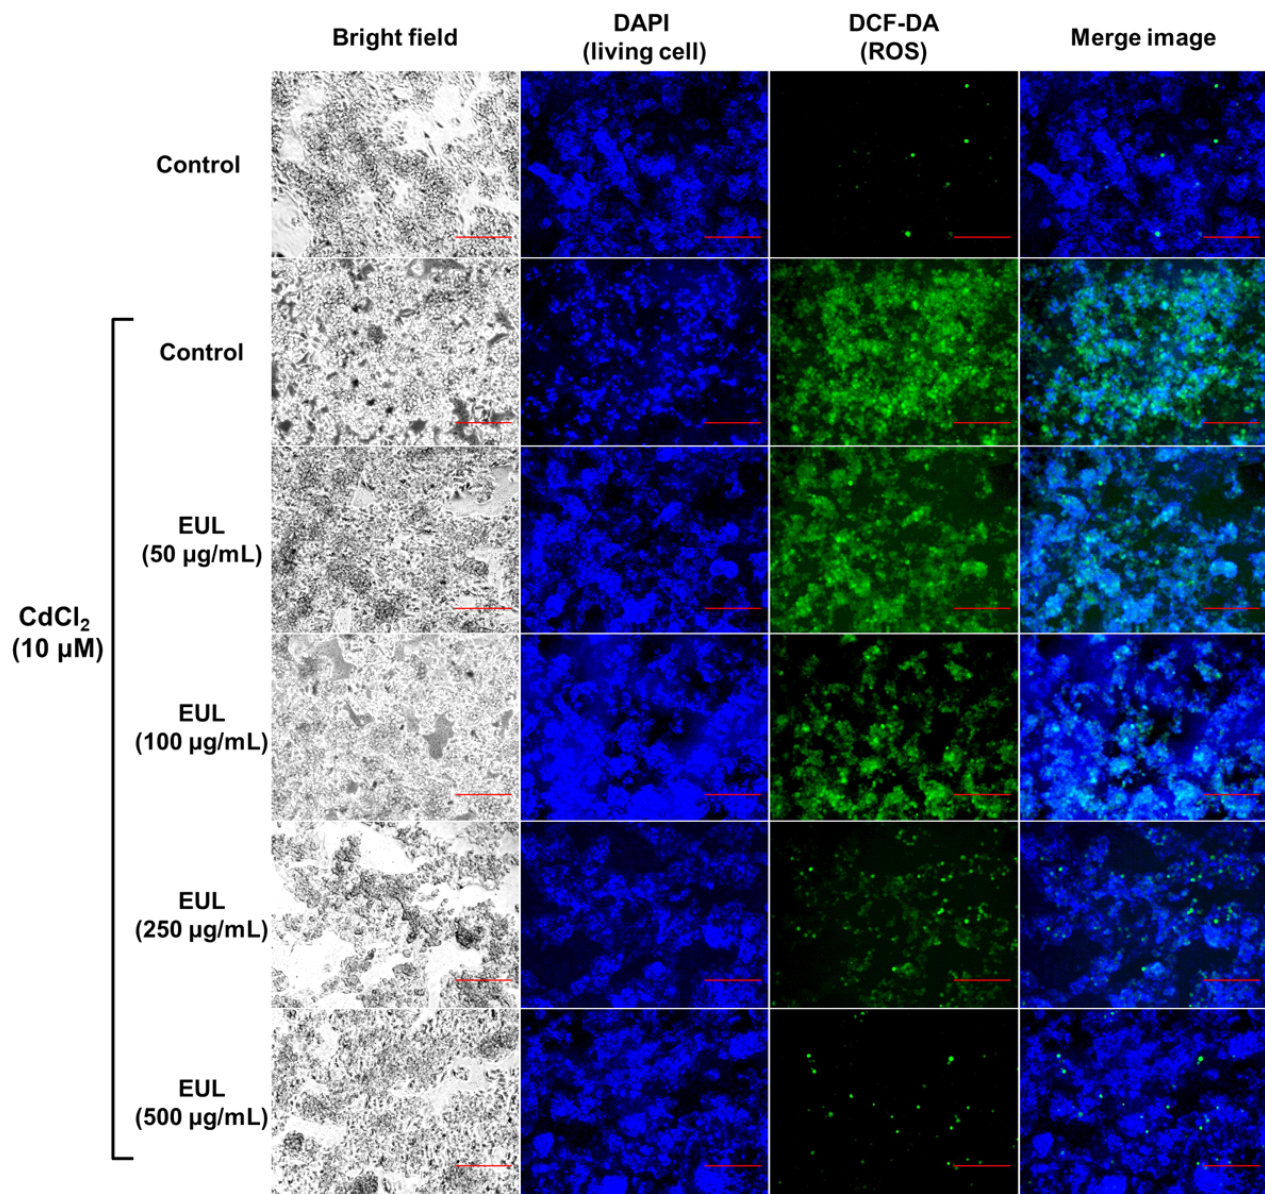 Bright field
DAPI
(living cell)
DCF-DA
(ROS)
Merge image
Control
Control
EUL
(50 µg/mL)
CdCl₂
(10 µM)
EUL
(100 µg/mL)
EUL
(250 µg/mL)
EUL
(500 µg/mL)